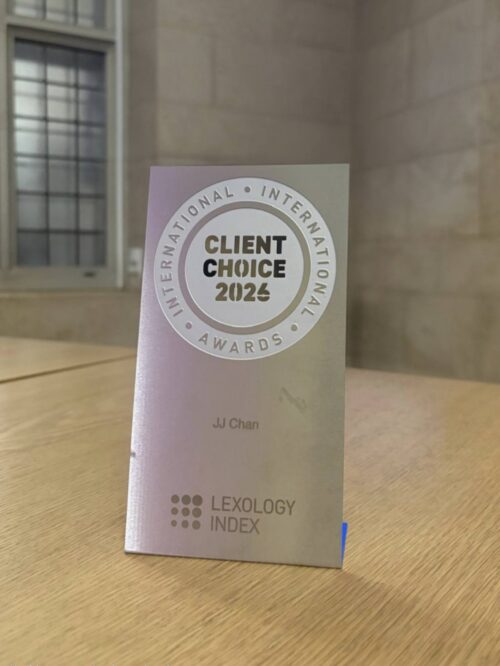 INTERNATIONAL • INTERNATIONAL • AWARDS •
CLIENT
CHOICE
2026
JJ Chan
LEXOLOGY
INDEX